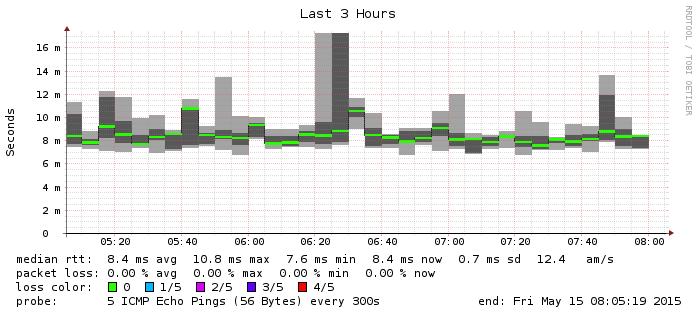 Last 3 Hours
RRDTOOL / TOBI OETIKER
Seconds
16 m
14 m
12 m
10 m
8 m
6 m
4 m
2 m
0
05:20 05:40 06:00 06:20 06:40 07:00 07:20 07:40 08:00
median rtt: 8.4 ms avg 10.8 ms max 7.6 ms min 8.4 ms now 0.7 ms sd 12.4 am/s
packet loss: 0.00 % avg 0.00 % max 0.00 % min 0.00 % now
loss color: 0 1/5 2/5 3/5 4/5
probe: 5 ICMP Echo Pings (56 Bytes) every 300s end: Fri May 15 08:05:19 2015